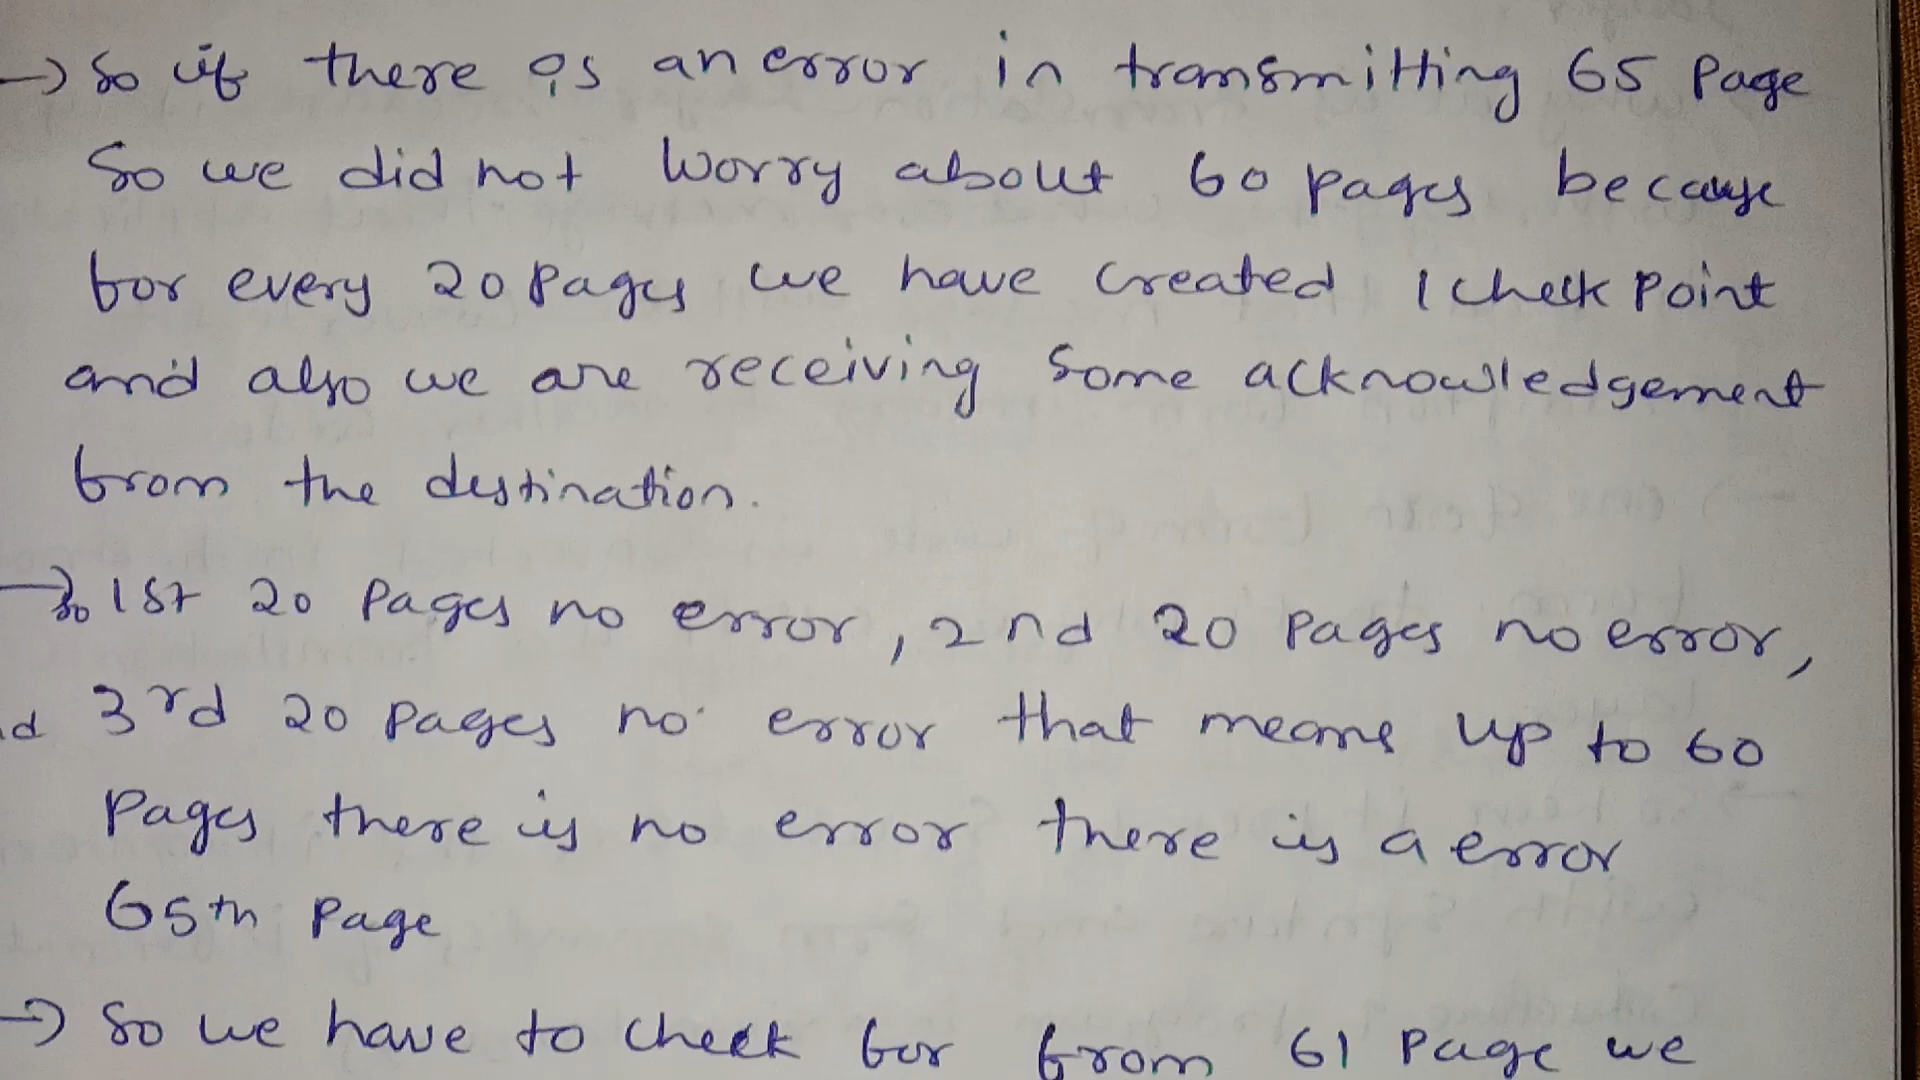 → So if there is an error in transmitting 65 Page
So we did not worry about 60 pages because
for every 20 Pages we have created 1 check Point
and also we are receiving Some acknowledgement
from the destination.
→ So 1st 20 Pages no error, 2nd 20 Pages no error,
3rd 20 pages no error that means up to 60
Pages there is no error there is a error
65th Page
→ So we have to check for from 61 Page we